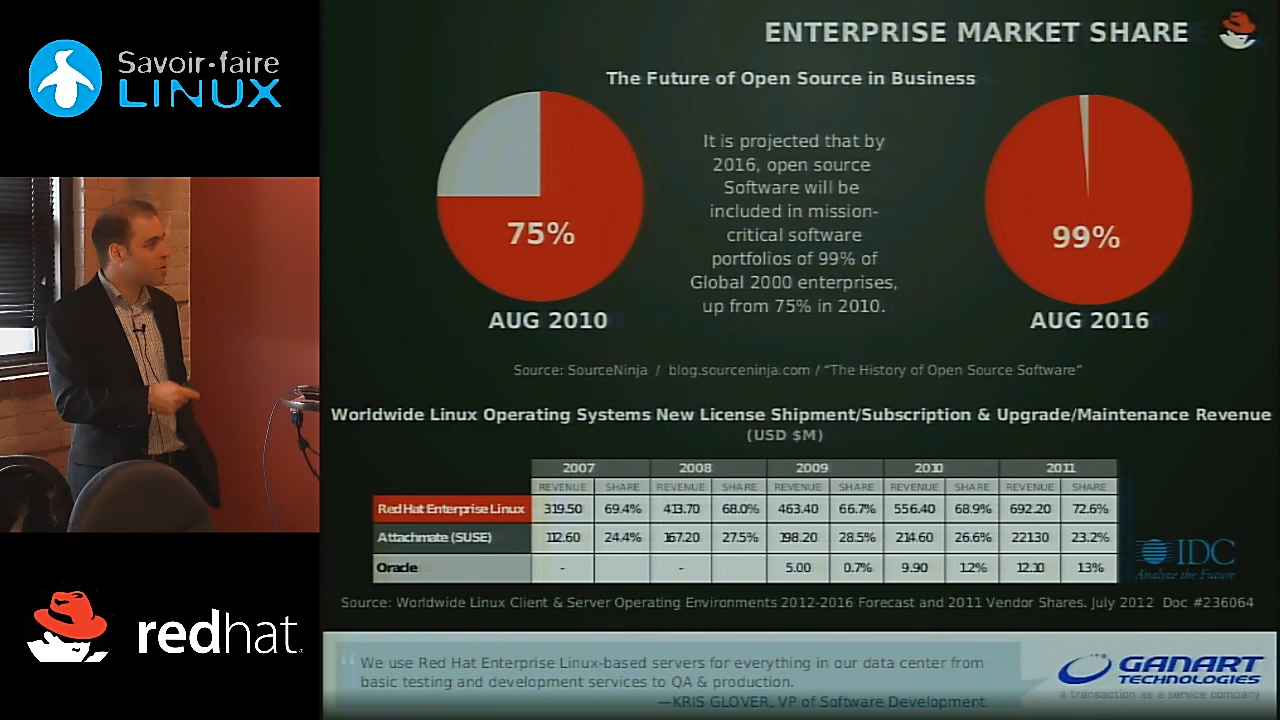 Savoir-faire
LINUX
ENTERPRISE MARKET SHARE
The Future of Open Source in Business
It is projected that by
2016, open source
Software will be
included in mission-
critical software
portfolios of 99% of
Global 2000 enterprises,
up from 75% in 2010.
75%
99%
AUG 2010
AUG 2016
Source: SourceNinja / blog.sourceninja.com / “The History of Open Source Software”
Worldwide Linux Operating Systems New License Shipment/Subscription & Upgrade/Maintenance Revenue
(USD $M)
2007 2008 2009 2010 2011
REVENUE SHARE REVENUE SHARE REVENUE SHARE REVENUE SHARE REVENUE SHARE
Red Hat Enterprise Linux 319.50 69.4% 413.70 68.0% 463.40 66.7% 556.40 68.9% 692.20 72.6%
Attachmate (SUSE) 112.60 24.4% 167.20 27.5% 198.20 28.5% 214.60 26.6% 221.30 23.2%
Oracle - - 5.00 0.7% 9.90 1.2% 12.10 1.3%
IDC
Analyze the Future
Source: Worldwide Linux Client & Server Operating Environments 2012-2016 Forecast and 2011 Vendor Shares. July 2012 Doc #236064
redhat.
“We use Red Hat Enterprise Linux-based servers for everything in our data center from
basic testing and development services to QA & production.
—KRIS GLOVER, VP of Software Development
GANART
TECHNOLOGIES
a transaction as a service company